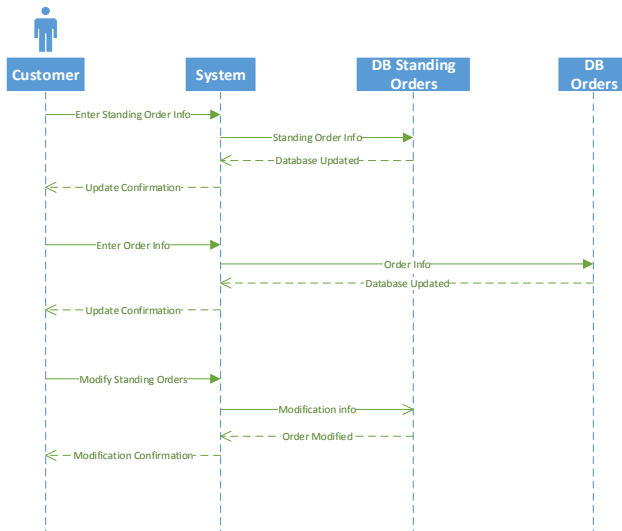 Customer
System
DB Standing
Orders
DB
Orders
Enter Standing Order Info
Standing Order Info
Database Updated
Update Confirmation
Enter Order Info
Order Info
Database Updated
Update Confirmation
Modify Standing Orders
Modification info
Order Modified
Modification Confirmation